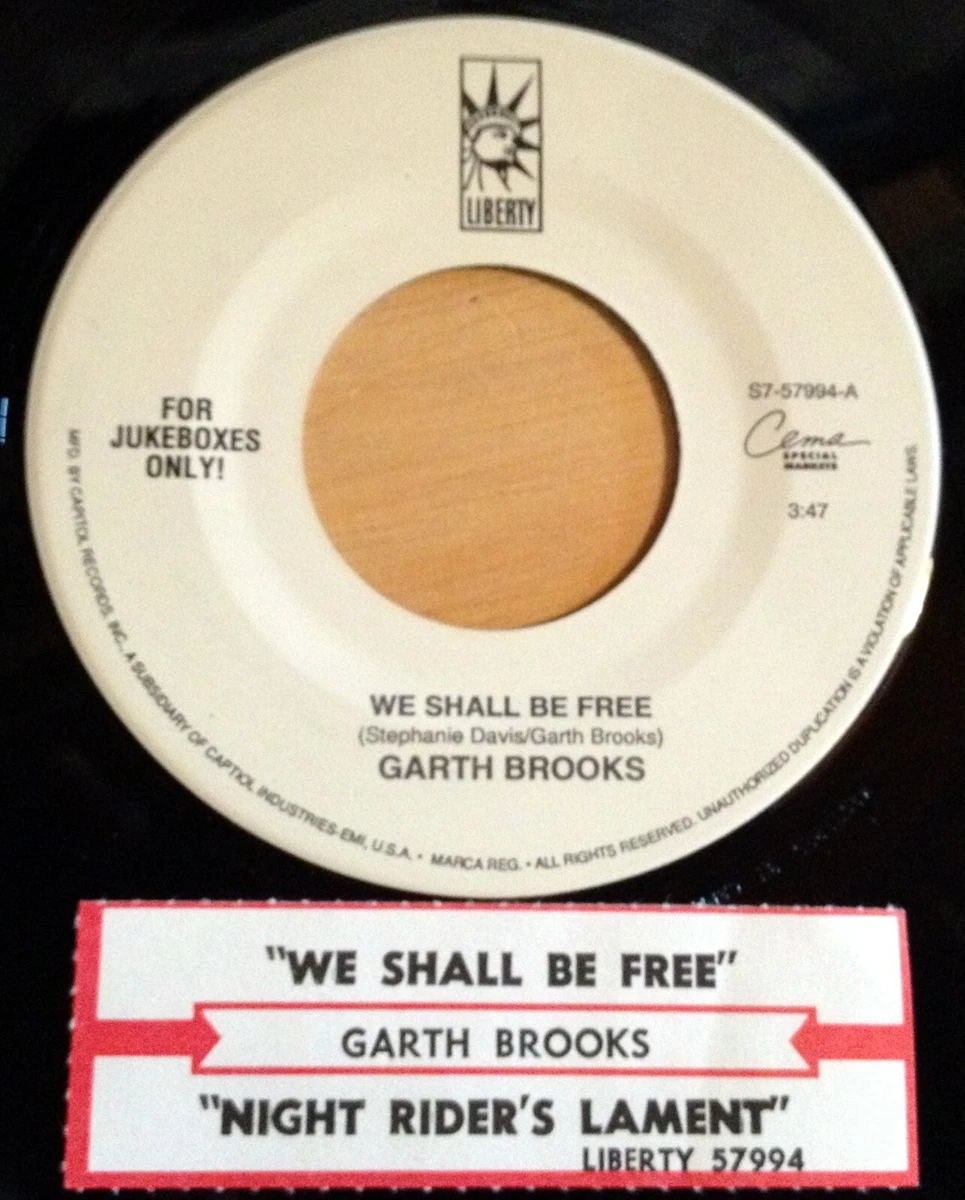 LIBERTY
FOR
JUKEBOXES
ONLY!
S7-57994-A
Cema
SPECIAL
MARKETS
3:47
WE SHALL BE FREE
(Stephanie Davis/Garth Brooks)
GARTH BROOKS
MFD. BY CAPITOL RECORDS, INC., A SUBSIDIARY OF CAPTIOL INDUSTRIES-EMI, U.S.A. • MARCA REG. • ALL RIGHTS RESERVED. UNAUTHORIZED DUPLICATION IS A VIOLATION OF APPLICABLE LAWS.
"WE SHALL BE FREE"
GARTH BROOKS
"NIGHT RIDER'S LAMENT"
LIBERTY 57994